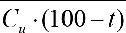 C_u · (100 − t)